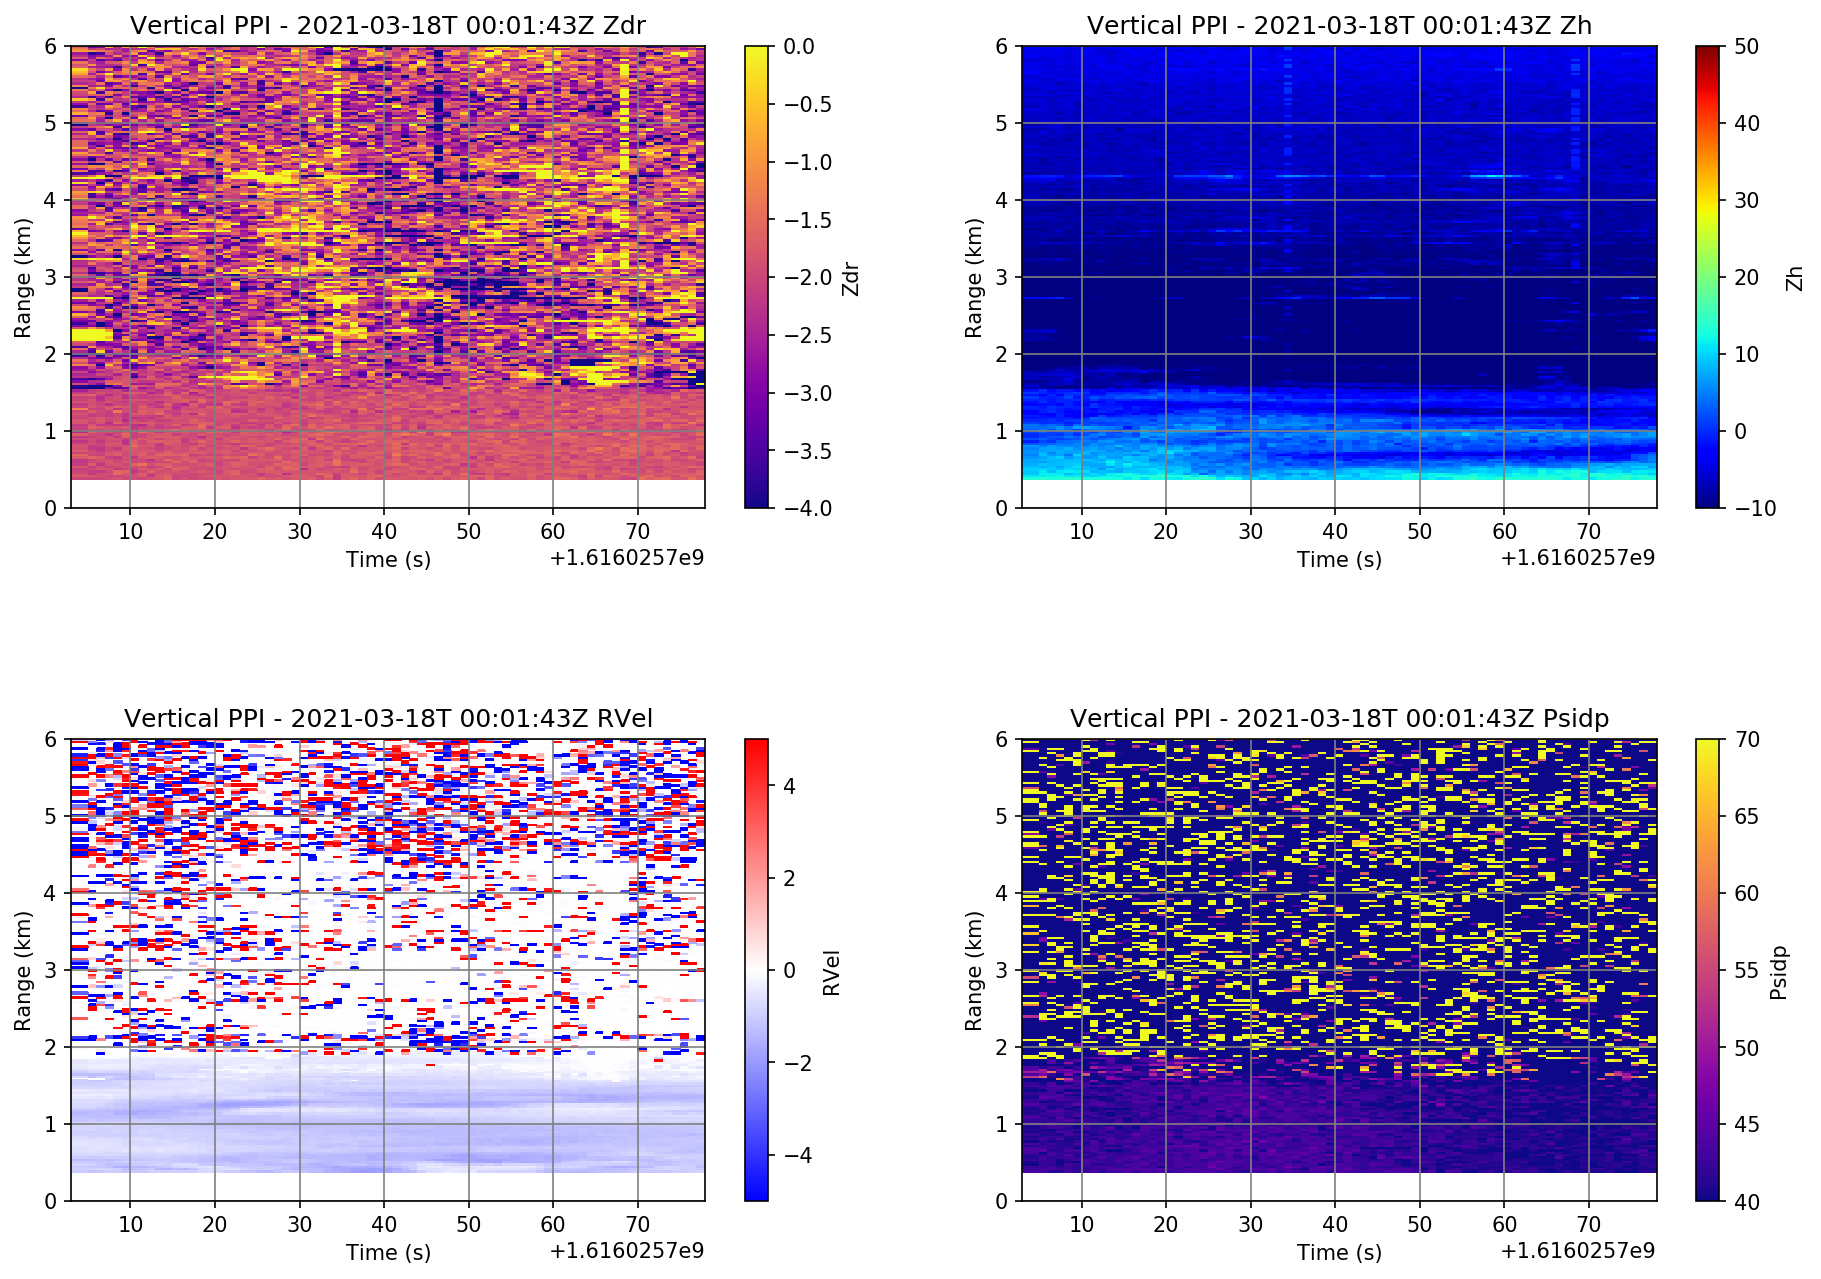 Vertical PPI - 2021-03-18T 00:01:43Z Zdr
6
5
4
3
2
1
0
Range (km)
10 20 30 40 50 60 70
Time (s)
+1.6160257e9
0.0
−0.5
−1.0
−1.5
−2.0
−2.5
−3.0
−3.5
−4.0
Zdr
Vertical PPI - 2021-03-18T 00:01:43Z Zh
6
5
4
3
2
1
0
Range (km)
10 20 30 40 50 60 70
Time (s)
+1.6160257e9
50
40
30
20
10
0
−10
Zh
Vertical PPI - 2021-03-18T 00:01:43Z RVel
6
5
4
3
2
1
0
Range (km)
10 20 30 40 50 60 70
Time (s)
+1.6160257e9
4
2
0
−2
−4
RVel
Vertical PPI - 2021-03-18T 00:01:43Z Psidp
6
5
4
3
2
1
0
Range (km)
10 20 30 40 50 60 70
Time (s)
+1.6160257e9
70
65
60
55
50
45
40
Psidp